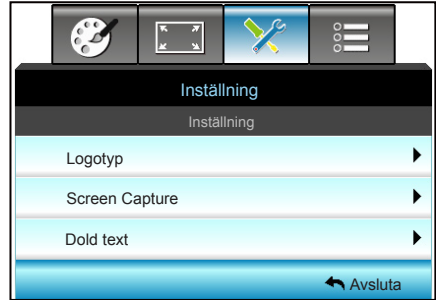 Inställning
Inställning
Logotyp
Screen Capture
Dold text
Avsluta